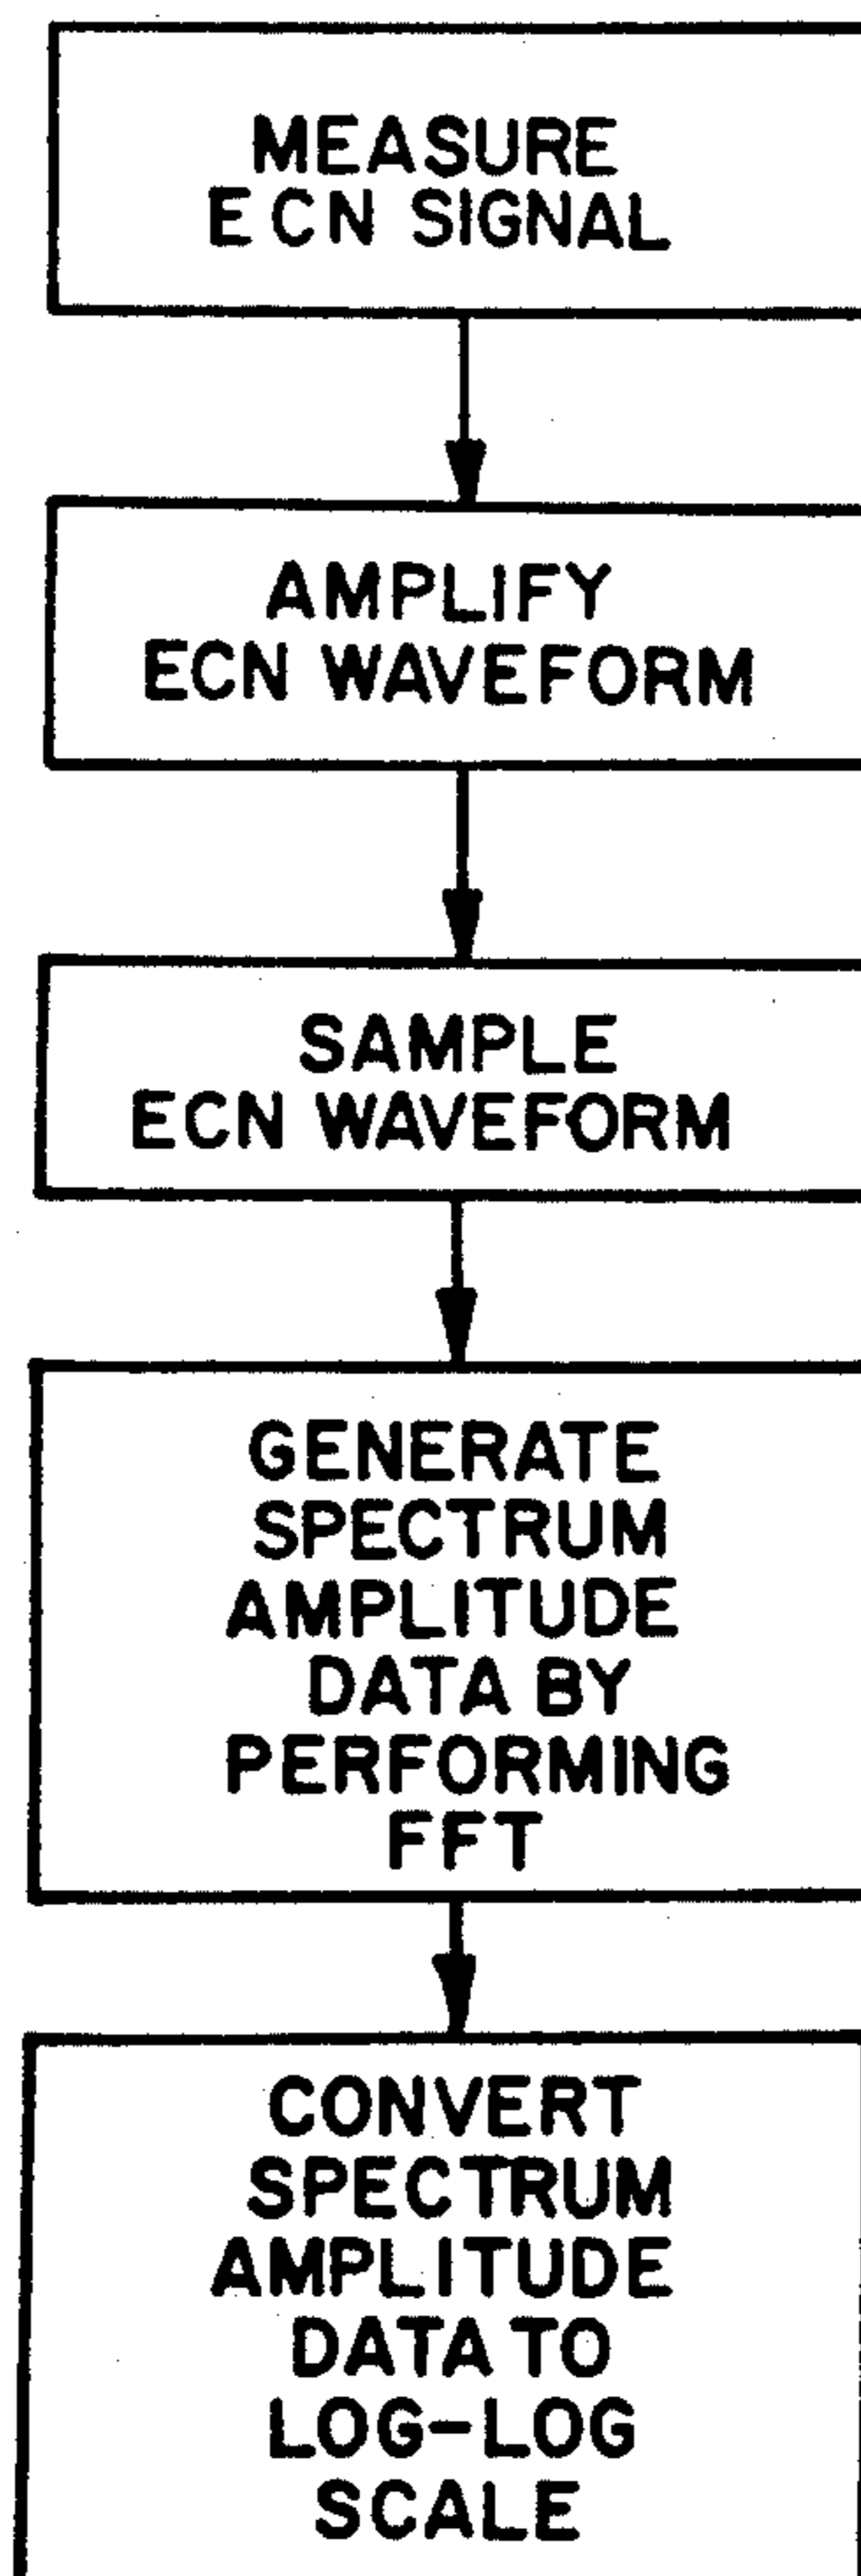 MEASURE
ECN SIGNAL
AMPLIFY
ECN WAVEFORM
SAMPLE
ECN WAVEFORM
GENERATE
SPECTRUM
AMPLITUDE
DATA BY
PERFORMING
FFT
CONVERT
SPECTRUM
AMPLITUDE
DATA TO
LOG-LOG
SCALE